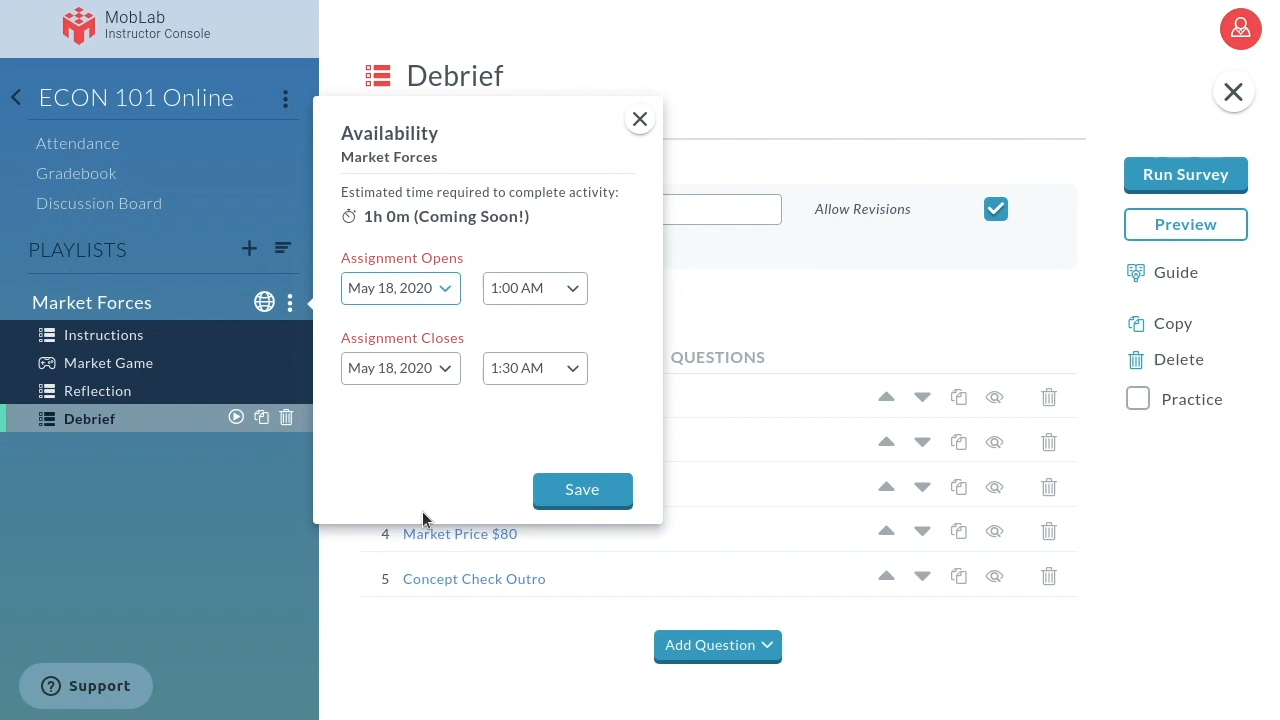 MobLab
Instructor Console
ECON 101 Online
Attendance
Gradebook
Discussion Board
PLAYLISTS
Market Forces
Instructions
Market Game
Reflection
Debrief
Support
Debrief
Availability
Market Forces
Estimated time required to complete activity:
1h 0m (Coming Soon!)
Assignment Opens
May 18, 2020 1:00 AM
Assignment Closes
May 18, 2020 1:30 AM
Save
Allow Revisions
QUESTIONS
4 Market Price $80
5 Concept Check Outro
Add Question
Run Survey
Preview
Guide
Copy
Delete
Practice